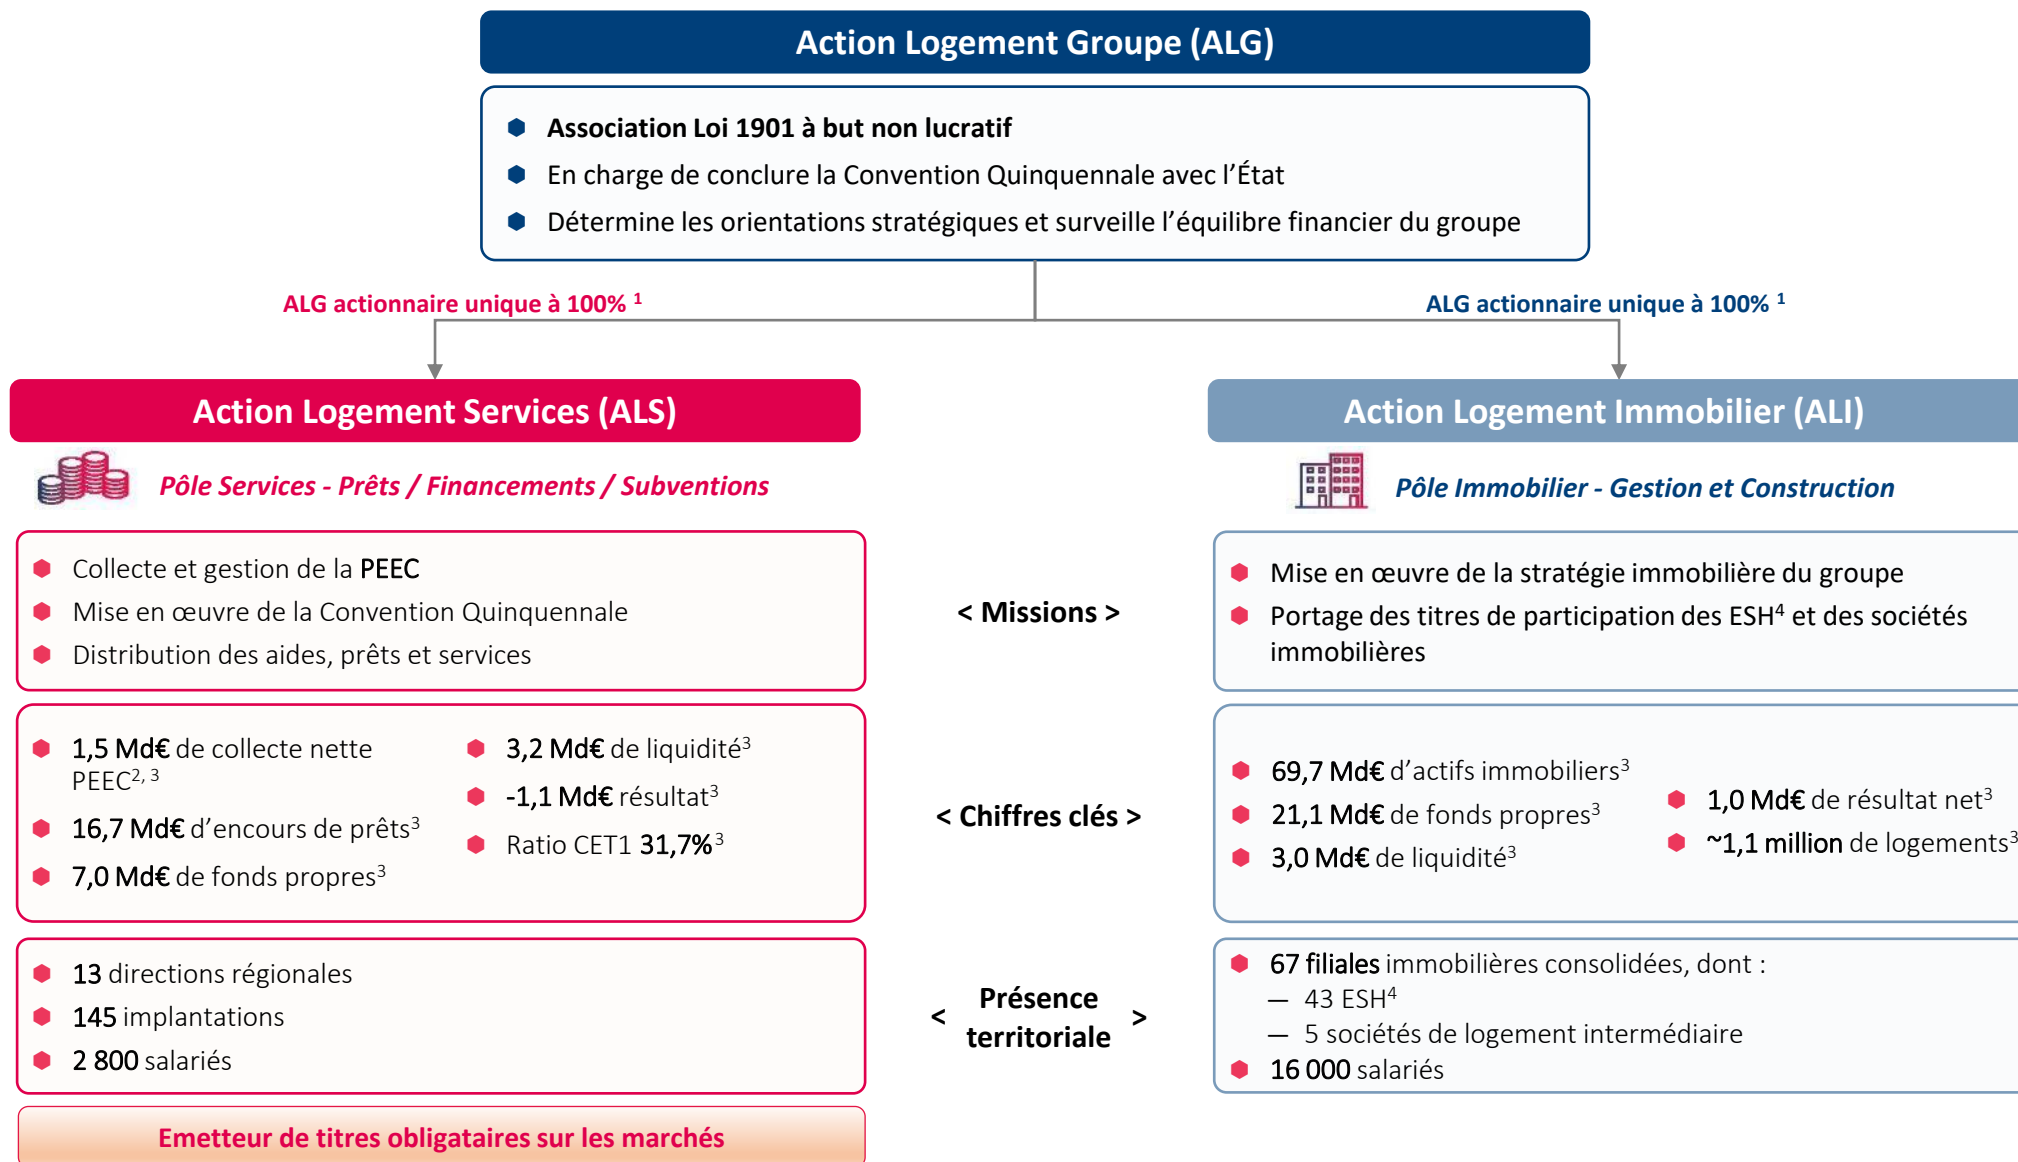 Action Logement Groupe (ALG)
Association Loi 1901 à but non lucratif
En charge de conclure la Convention Quinquennale avec l’État
Détermine les orientations stratégiques et surveille l’équilibre financier du groupe
ALG actionnaire unique à 100% ¹
ALG actionnaire unique à 100% ¹
Action Logement Services (ALS)
Pôle Services - Prêts / Financements / Subventions
Collecte et gestion de la PEEC
Mise en œuvre de la Convention Quinquennale
Distribution des aides, prêts et services
1,5 Md€ de collecte nette
PEEC², ³
16,7 Md€ d’encours de prêts³
7,0 Md€ de fonds propres³
3,2 Md€ de liquidité³
-1,1 Md€ résultat³
Ratio CET1 31,7%³
13 directions régionales
145 implantations
2 800 salariés
Emetteur de titres obligataires sur les marchés
< Missions >
< Chiffres clés >
< Présence
territoriale >
Action Logement Immobilier (ALI)
Pôle Immobilier - Gestion et Construction
Mise en œuvre de la stratégie immobilière du groupe
Portage des titres de participation des ESH⁴ et des sociétés
immobilières
69,7 Md€ d’actifs immobiliers³
21,1 Md€ de fonds propres³
3,0 Md€ de liquidité³
1,0 Md€ de résultat net³
~1,1 million de logements³
67 filiales immobilières consolidées, dont :
— 43 ESH⁴
— 5 sociétés de logement intermédiaire
16 000 salariés